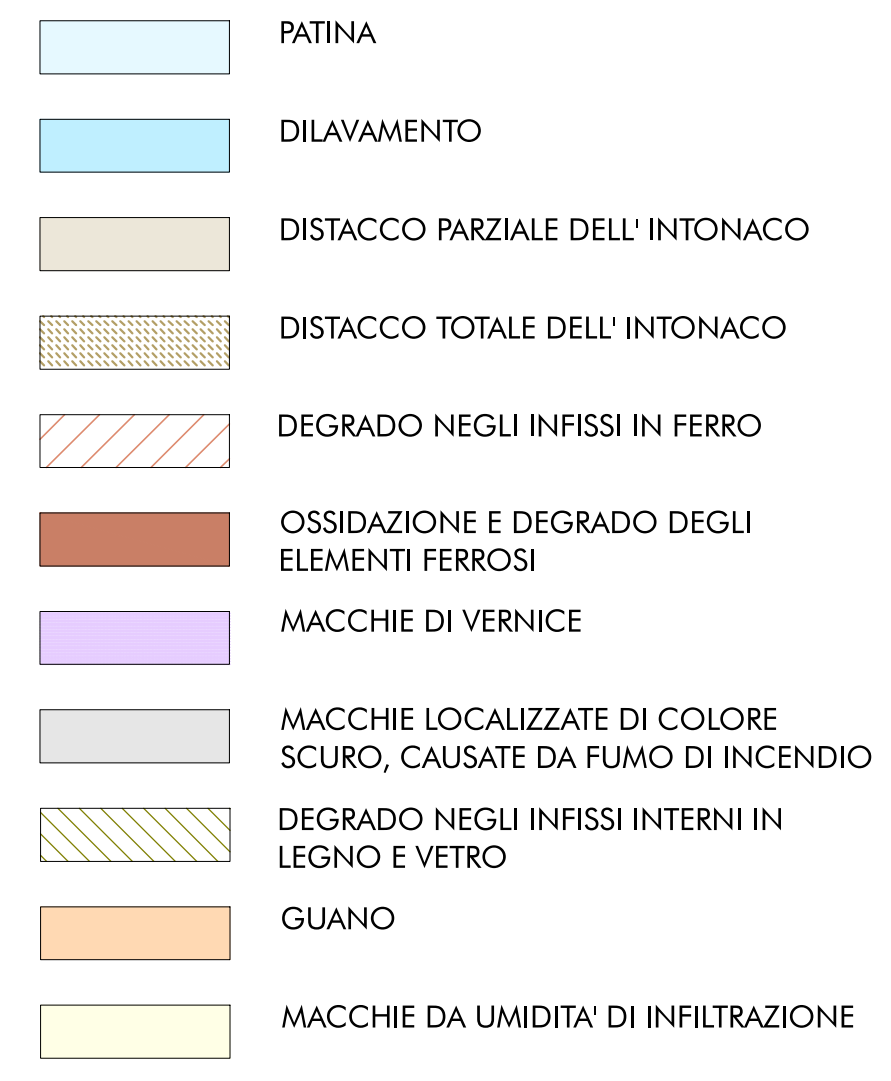 PATINA
DILAVAMENTO
DISTACCO PARZIALE DELL' INTONACO
DISTACCO TOTALE DELL' INTONACO
DEGRADO NEGLI INFISSI IN FERRO
OSSIDAZIONE E DEGRADO DEGLI
ELEMENTI FERROSI
MACCHIE DI VERNICE
MACCHIE LOCALIZZATE DI COLORE
SCURO, CAUSATE DA FUMO DI INCENDIO
DEGRADO NEGLI INFISSI INTERNI IN
LEGNO E VETRO
GUANO
MACCHIE DA UMIDITA' DI INFILTRAZIONE